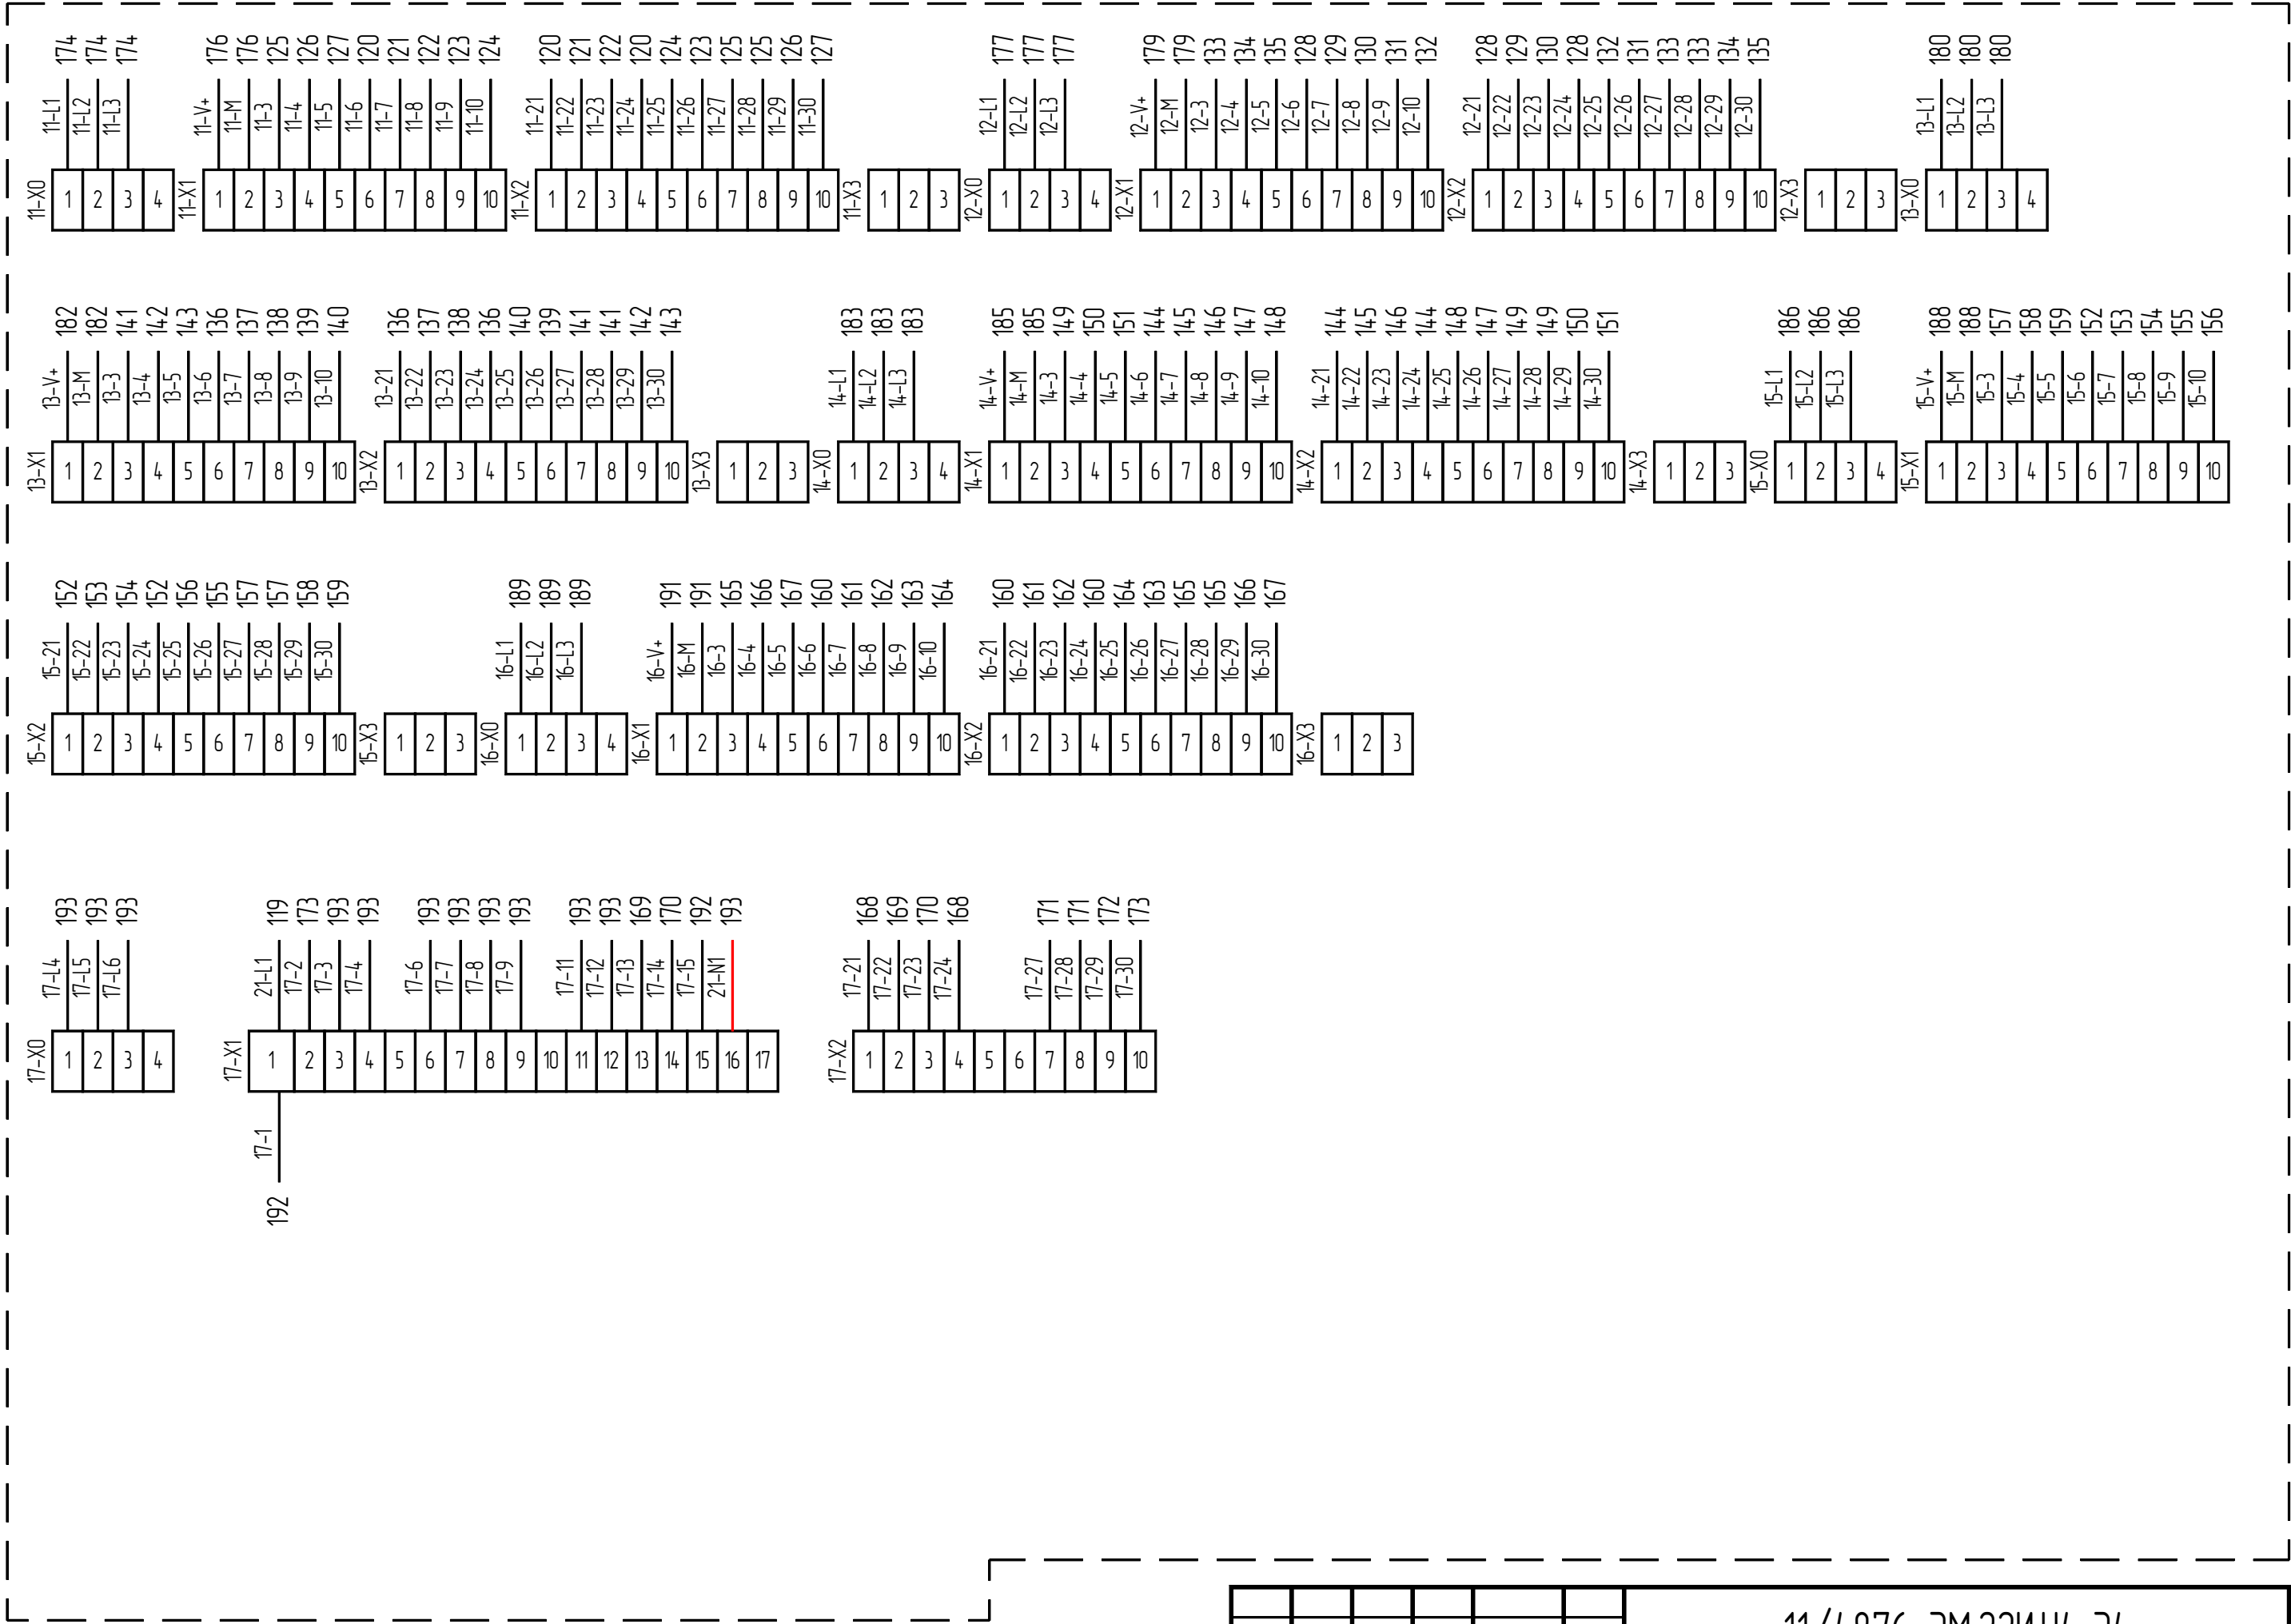 174 174 174 176 176 125 126 127 120 121 122 123 124 120 121 122 120 124 123 125 125 126 127 177 177 177 179 179 133 134 135 128 129 130 131 132 128 129 130 128 132 131 133 133 134 135 180 180 180
11-L1 11-L2 11-L3 11-V+ 11-M 11-3 11-4 11-5 11-6 11-7 11-8 11-9 11-10 11-21 11-22 11-23 11-24 11-25 11-26 11-27 11-28 11-29 11-30 12-L1 12-L2 12-L3 12-V+ 12-M 12-3 12-4 12-5 12-6 12-7 12-8 12-9 12-10 12-21 12-22 12-23 12-24 12-25 12-26 12-27 12-28 12-29 12-30 13-L1 13-L2 13-L3
11-X0 1 2 3 4 11-X1 1 2 3 4 5 6 7 8 9 10 11-X2 1 2 3 4 5 6 7 8 9 10 11-X3 1 2 3 12-X0 1 2 3 4 12-X1 1 2 3 4 5 6 7 8 9 10 12-X2 1 2 3 4 5 6 7 8 9 10 12-X3 1 2 3 13-X0 1 2 3 4
182 182 141 142 143 136 137 138 139 140 136 137 138 136 140 139 141 141 142 143 183 183 183 185 185 149 150 151 144 145 146 147 148 144 145 146 144 148 147 149 149 150 151 186 186 186 188 188 157 158 159 152 153 154 155 156
13-V+ 13-M 13-3 13-4 13-5 13-6 13-7 13-8 13-9 13-10 13-21 13-22 13-23 13-24 13-25 13-26 13-27 13-28 13-29 13-30 14-L1 14-L2 14-L3 14-V+ 14-M 14-3 14-4 14-5 14-6 14-7 14-8 14-9 14-10 14-21 14-22 14-23 14-24 14-25 14-26 14-27 14-28 14-29 14-30 15-L1 15-L2 15-L3 15-V+ 15-M 15-3 15-4 15-5 15-6 15-7 15-8 15-9 15-10
13-X1 1 2 3 4 5 6 7 8 9 10 13-X2 1 2 3 4 5 6 7 8 9 10 13-X3 1 2 3 14-X0 1 2 3 4 14-X1 1 2 3 4 5 6 7 8 9 10 14-X2 1 2 3 4 5 6 7 8 9 10 14-X3 1 2 3 15-X0 1 2 3 4 15-X1 1 2 3 4 5 6 7 8 9 10
152 153 154 152 156 155 157 157 158 159 189 189 189 191 191 165 166 167 160 161 162 163 164 160 161 162 160 164 163 165 165 166 167
15-21 15-22 15-23 15-24 15-25 15-26 15-27 15-28 15-29 15-30 16-L1 16-L2 16-L3 16-V+ 16-M 16-3 16-4 16-5 16-6 16-7 16-8 16-9 16-10 16-21 16-22 16-23 16-24 16-25 16-26 16-27 16-28 16-29 16-30
15-X2 1 2 3 4 5 6 7 8 9 10 15-X3 1 2 3 16-X0 1 2 3 4 16-X1 1 2 3 4 5 6 7 8 9 10 16-X2 1 2 3 4 5 6 7 8 9 10 16-X3 1 2 3
193 193 193 119 173 193 193 193 193 193 193 193 193 169 170 192 193 168 169 170 168 171 171 172 173
17-L4 17-L5 17-L6 21-L1 17-2 17-3 17-4 17-6 17-7 17-8 17-9 17-11 17-12 17-13 17-14 17-15 21-N1 17-21 17-22 17-23 17-24 17-27 17-28 17-29 17-30
17-X0 1 2 3 4 17-X1 1 2 3 4 5 6 7 8 9 10 11 12 13 14 15 16 17 17-X2 1 2 3 4 5 6 7 8 9 10
17-1
192